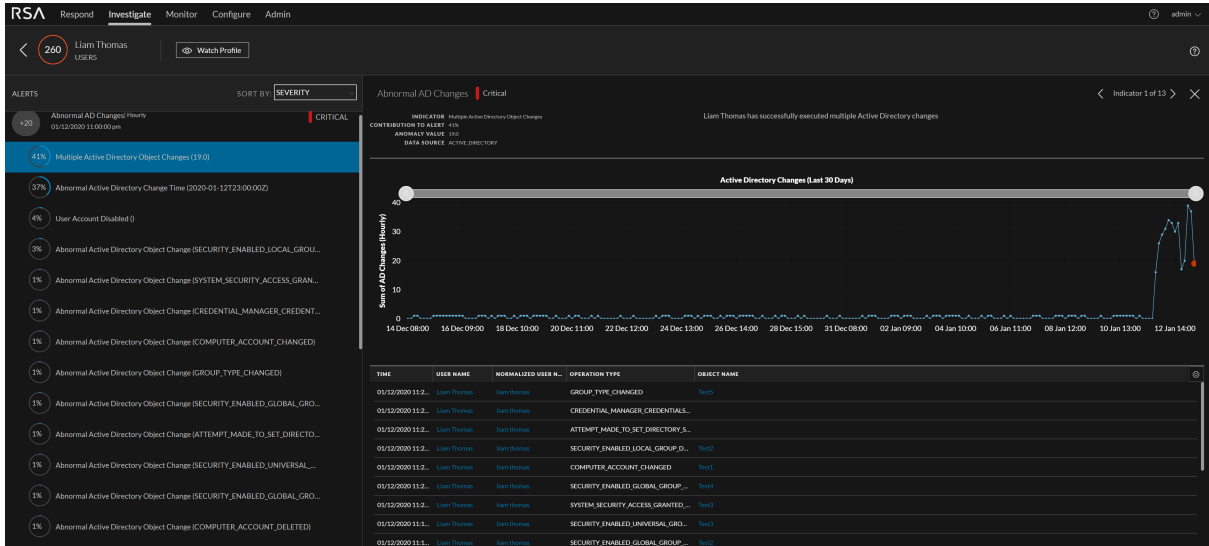 RSA Respond Investigate Monitor Configure Admin admin
260 Liam Thomas
USERS
Watch Profile
ALERTS SORT BY: SEVERITY
+20 Abnormal AD Changes| Hourly CRITICAL
01/12/2020 11:00:00 pm
41% Multiple Active Directory Object Changes (19.0)
37% Abnormal Active Directory Change Time (2020-01-12T23:00:00Z)
4% User Account Disabled ()
3% Abnormal Active Directory Object Change (SECURITY_ENABLED_LOCAL_GROU...
1% Abnormal Active Directory Object Change (SYSTEM_SECURITY_ACCESS_GRAN...
1% Abnormal Active Directory Object Change (CREDENTIAL_MANAGER_CREDENT...
1% Abnormal Active Directory Object Change (COMPUTER_ACCOUNT_CHANGED)
1% Abnormal Active Directory Object Change (GROUP_TYPE_CHANGED)
1% Abnormal Active Directory Object Change (SECURITY_ENABLED_GLOBAL_GRO...
1% Abnormal Active Directory Object Change (ATTEMPT_MADE_TO_SET_DIRECTO...
1% Abnormal Active Directory Object Change (SECURITY_ENABLED_UNIVERSAL_...
1% Abnormal Active Directory Object Change (SECURITY_ENABLED_GLOBAL_GRO...
1% Abnormal Active Directory Object Change (COMPUTER_ACCOUNT_DELETED)
Abnormal AD Changes Critical Indicator 1 of 13
INDICATOR Multiple Active Directory Object Changes
CONTRIBUTION TO ALERT 41%
ANOMALY VALUE 19.0
DATA SOURCE ACTIVE_DIRECTORY
Liam Thomas has successfully executed multiple Active Directory changes
Active Directory Changes (Last 30 Days)
Sum of AD Changes (Hourly)
40
30
20
10
0
14 Dec 08:00 16 Dec 09:00 18 Dec 10:00 20 Dec 11:00 22 Dec 12:00 24 Dec 13:00 26 Dec 14:00 28 Dec 15:00 31 Dec 08:00 02 Jan 09:00 04 Jan 10:00 06 Jan 11:00 08 Jan 12:00 10 Jan 13:00 12 Jan 14:00
TIME USER NAME NORMALIZED USER N... OPERATION TYPE OBJECT NAME
01/12/2020 11:2... Liam Thomas liam thomas GROUP_TYPE_CHANGED Test5
01/12/2020 11:2... Liam Thomas liam thomas CREDENTIAL_MANAGER_CREDENTIALS...
01/12/2020 11:2... Liam Thomas liam thomas ATTEMPT_MADE_TO_SET_DIRECTORY_S...
01/12/2020 11:2... Liam Thomas liam thomas SECURITY_ENABLED_LOCAL_GROUP_D... Test2
01/12/2020 11:2... Liam Thomas liam thomas COMPUTER_ACCOUNT_CHANGED Test1
01/12/2020 11:2... Liam Thomas liam thomas SECURITY_ENABLED_GLOBAL_GROUP_... Test4
01/12/2020 11:2... Liam Thomas liam thomas SYSTEM_SECURITY_ACCESS_GRANTED_... Test3
01/12/2020 11:1... Liam Thomas liam thomas SECURITY_ENABLED_UNIVERSAL_GRO... Test3
01/12/2020 11:1... Liam Thomas liam thomas SECURITY_ENABLED_GLOBAL_GROUP_... Test2